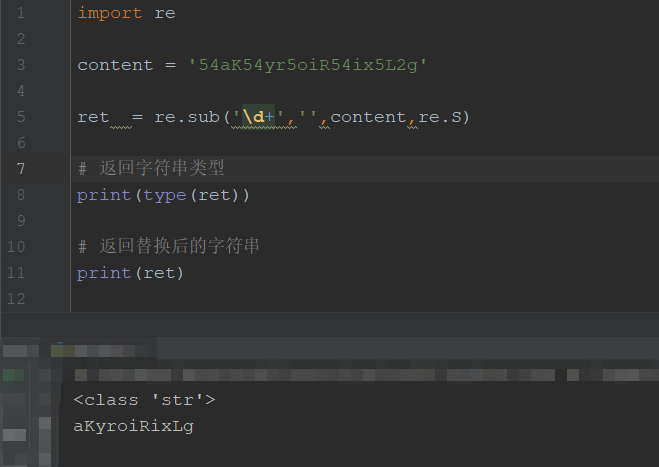 1 import re
2
3 content = '54aK54yr5oiR54ix5L2g'
4
5 ret  = re.sub('\d+','',content,re.S)
6
7 # 返回字符串类型
8 print(type(ret))
9
10 # 返回替换后的字符串
11 print(ret)
12
<class 'str'>
aKyroiRixLg